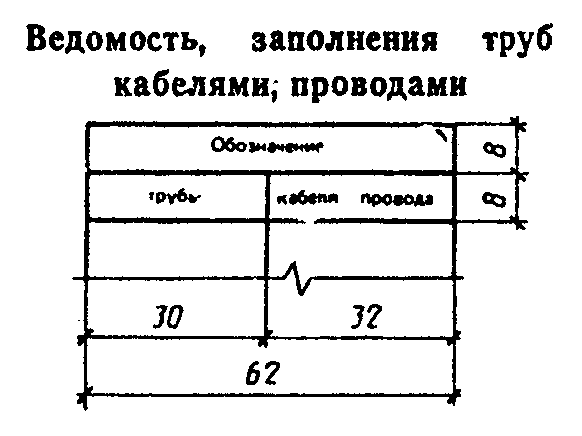 Ведомость, заполнения труб
кабелями, проводами
Обозначение
трубы
кабеля провода
8
8
30
32
62